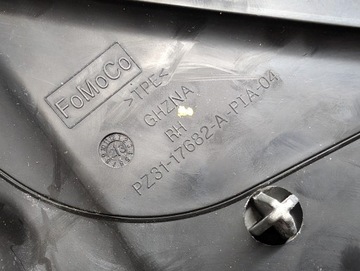 FoMoCo
>TPE<
GHZNA
RH
PZ31-17682-A-P1A-04